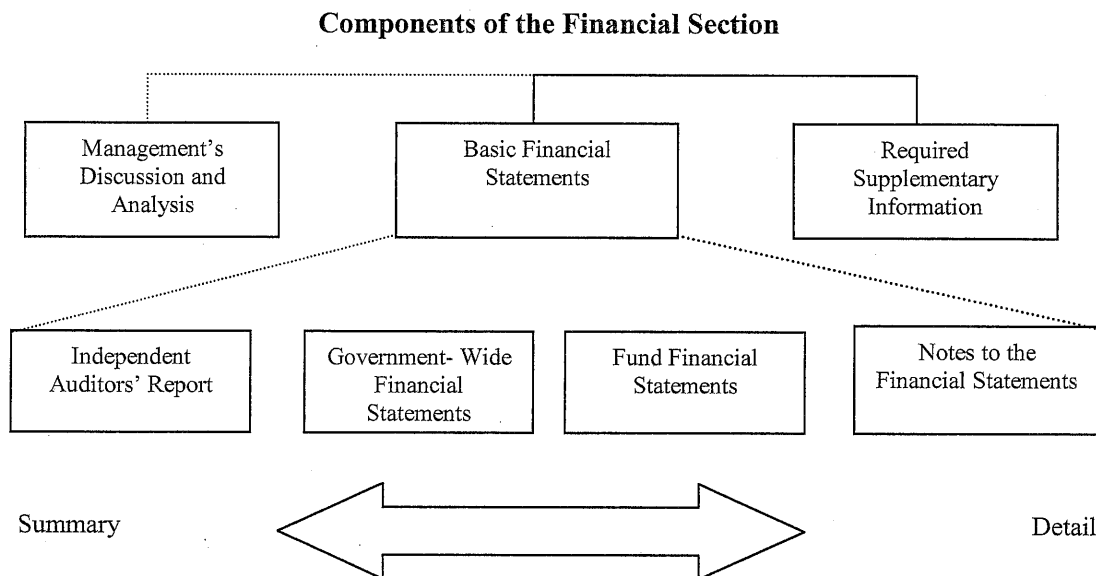 Components of the Financial Section
Management's
Discussion and
Analysis
Basic Financial
Statements
Required
Supplementary
Information
Independent
Auditors' Report
Government- Wide
Financial
Statements
Fund Financial
Statements
Notes to the
Financial Statements
Summary
Detail